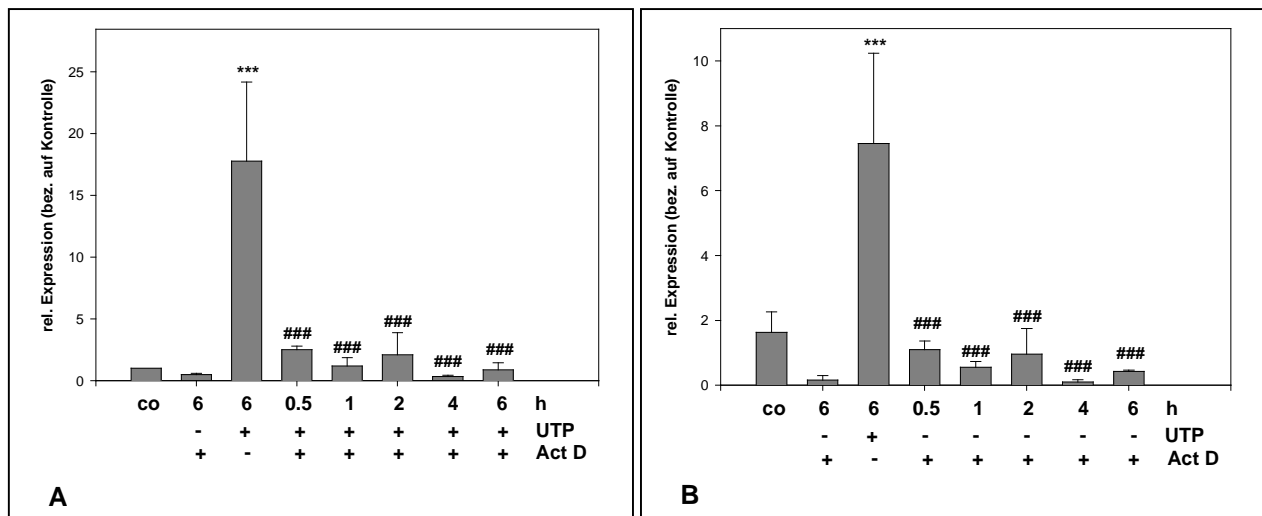 rel. Expression (bez. auf Kontrolle)
25
20
15
10
5
0
***
###
###
###
###
###
co 6 6 0.5 1 2 4 6 h
- + + + + + + UTP
+ - + + + + + Act D
A
rel. Expression (bez. auf Kontrolle)
10
8
6
4
2
0
***
###
###
###
###
###
co 6 6 0.5 1 2 4 6 h
- + - - - - - UTP
+ - + + + + + Act D
B